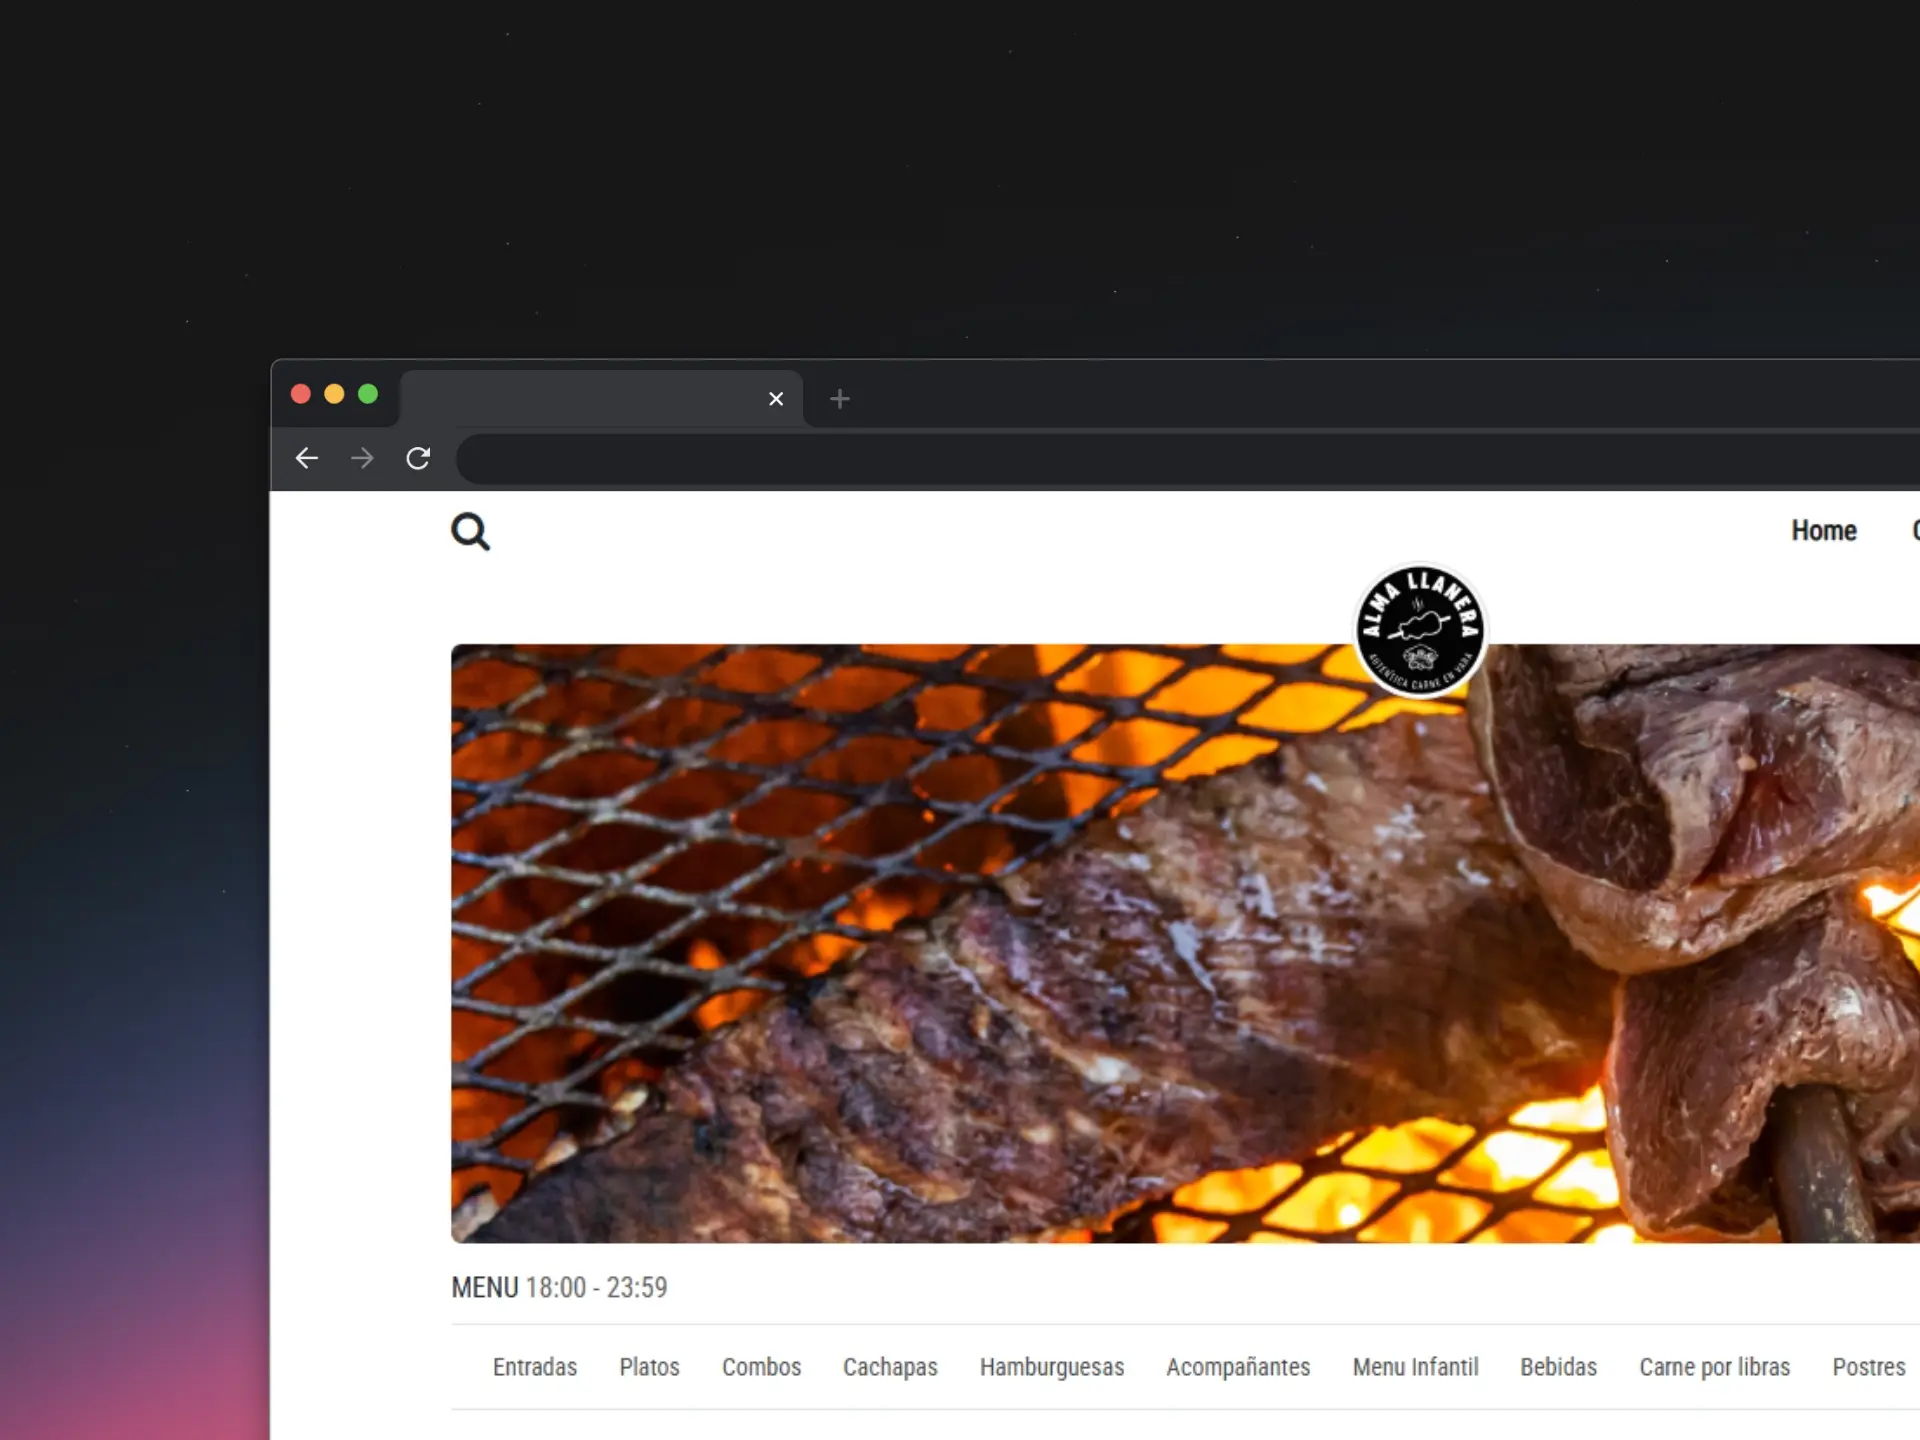 Home
ALMA LLANERA
AUTENTICA CARNE EN VARA
MENU 18:00 - 23:59
Entradas Platos Combos Cachapas Hamburguesas Acompañantes Menu Infantil Bebidas Carne por libras Postres